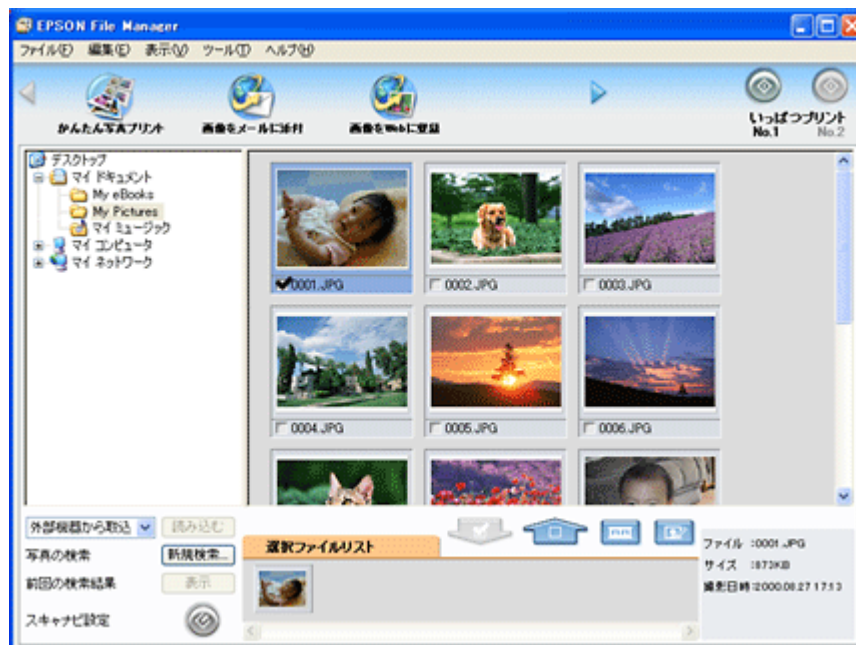 EPSON File Manager
ファイル(F) 編集(E) 表示(V) ツール(T) ヘルプ(H)
かんたん写真プリント
画像をメールに添付
画像をWebに登録
いっぱつプリント
No.1 No.2
デスクトップ
マイ ドキュメント
My eBooks
My Pictures
マイ ミュージック
マイ コンピュータ
マイ ネットワーク
0001.JPG 0002.JPG 0003.JPG
0004.JPG 0005.JPG 0006.JPG
外部機器から取込 読み込む
写真の検索 新規検索...
前回の検索結果 表示
スキャナビ設定
選択ファイルリスト
ファイル :0001.JPG
サイズ :873KB
撮影日時:2000.08.27 17:13